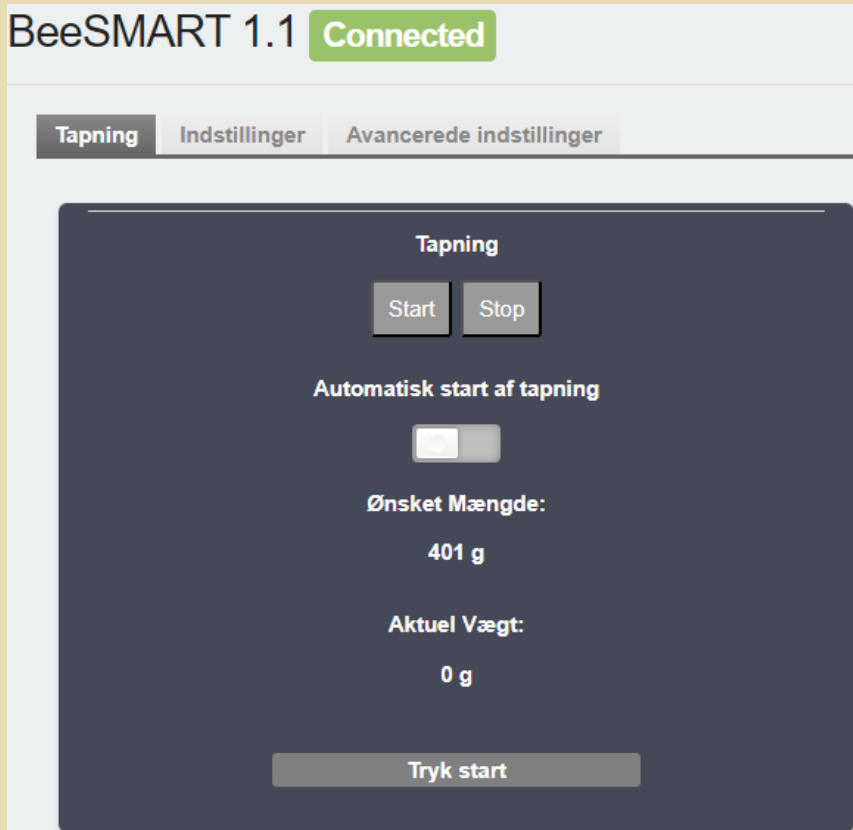 BeeSMART 1.1 Connected
Tapning Indstillinger Avancerede indstillinger
Tapning
Start Stop
Automatisk start af tapning
Ønsket Mængde:
401 g
Aktuel Vægt:
0 g
Tryk start